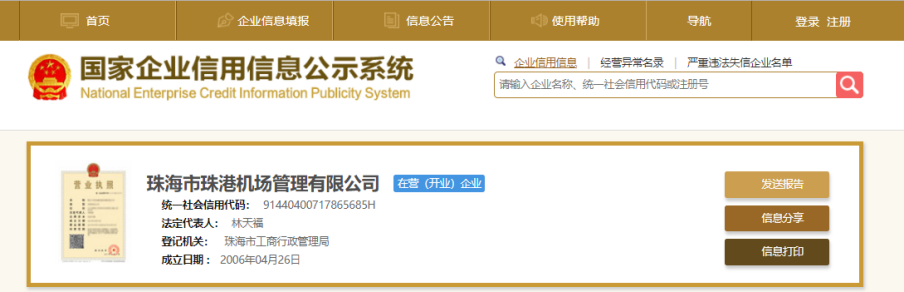 首页 企业信息填报 信息公告 使用帮助 导航 登录 注册
国家企业信用信息公示系统
National Enterprise Credit Information Publicity System
企业信用信息 | 经营异常名录 | 严重违法失信企业名单
请输入企业名称、统一社会信用代码或注册号
营业执照
珠海市珠港机场管理有限公司 在营（开业）企业
统一社会信用代码： 91440400717865685H
法定代表人： 林天福
登记机关： 珠海市工商行政管理局
成立日期： 2006年04月26日
发送报告
信息分享
信息打印